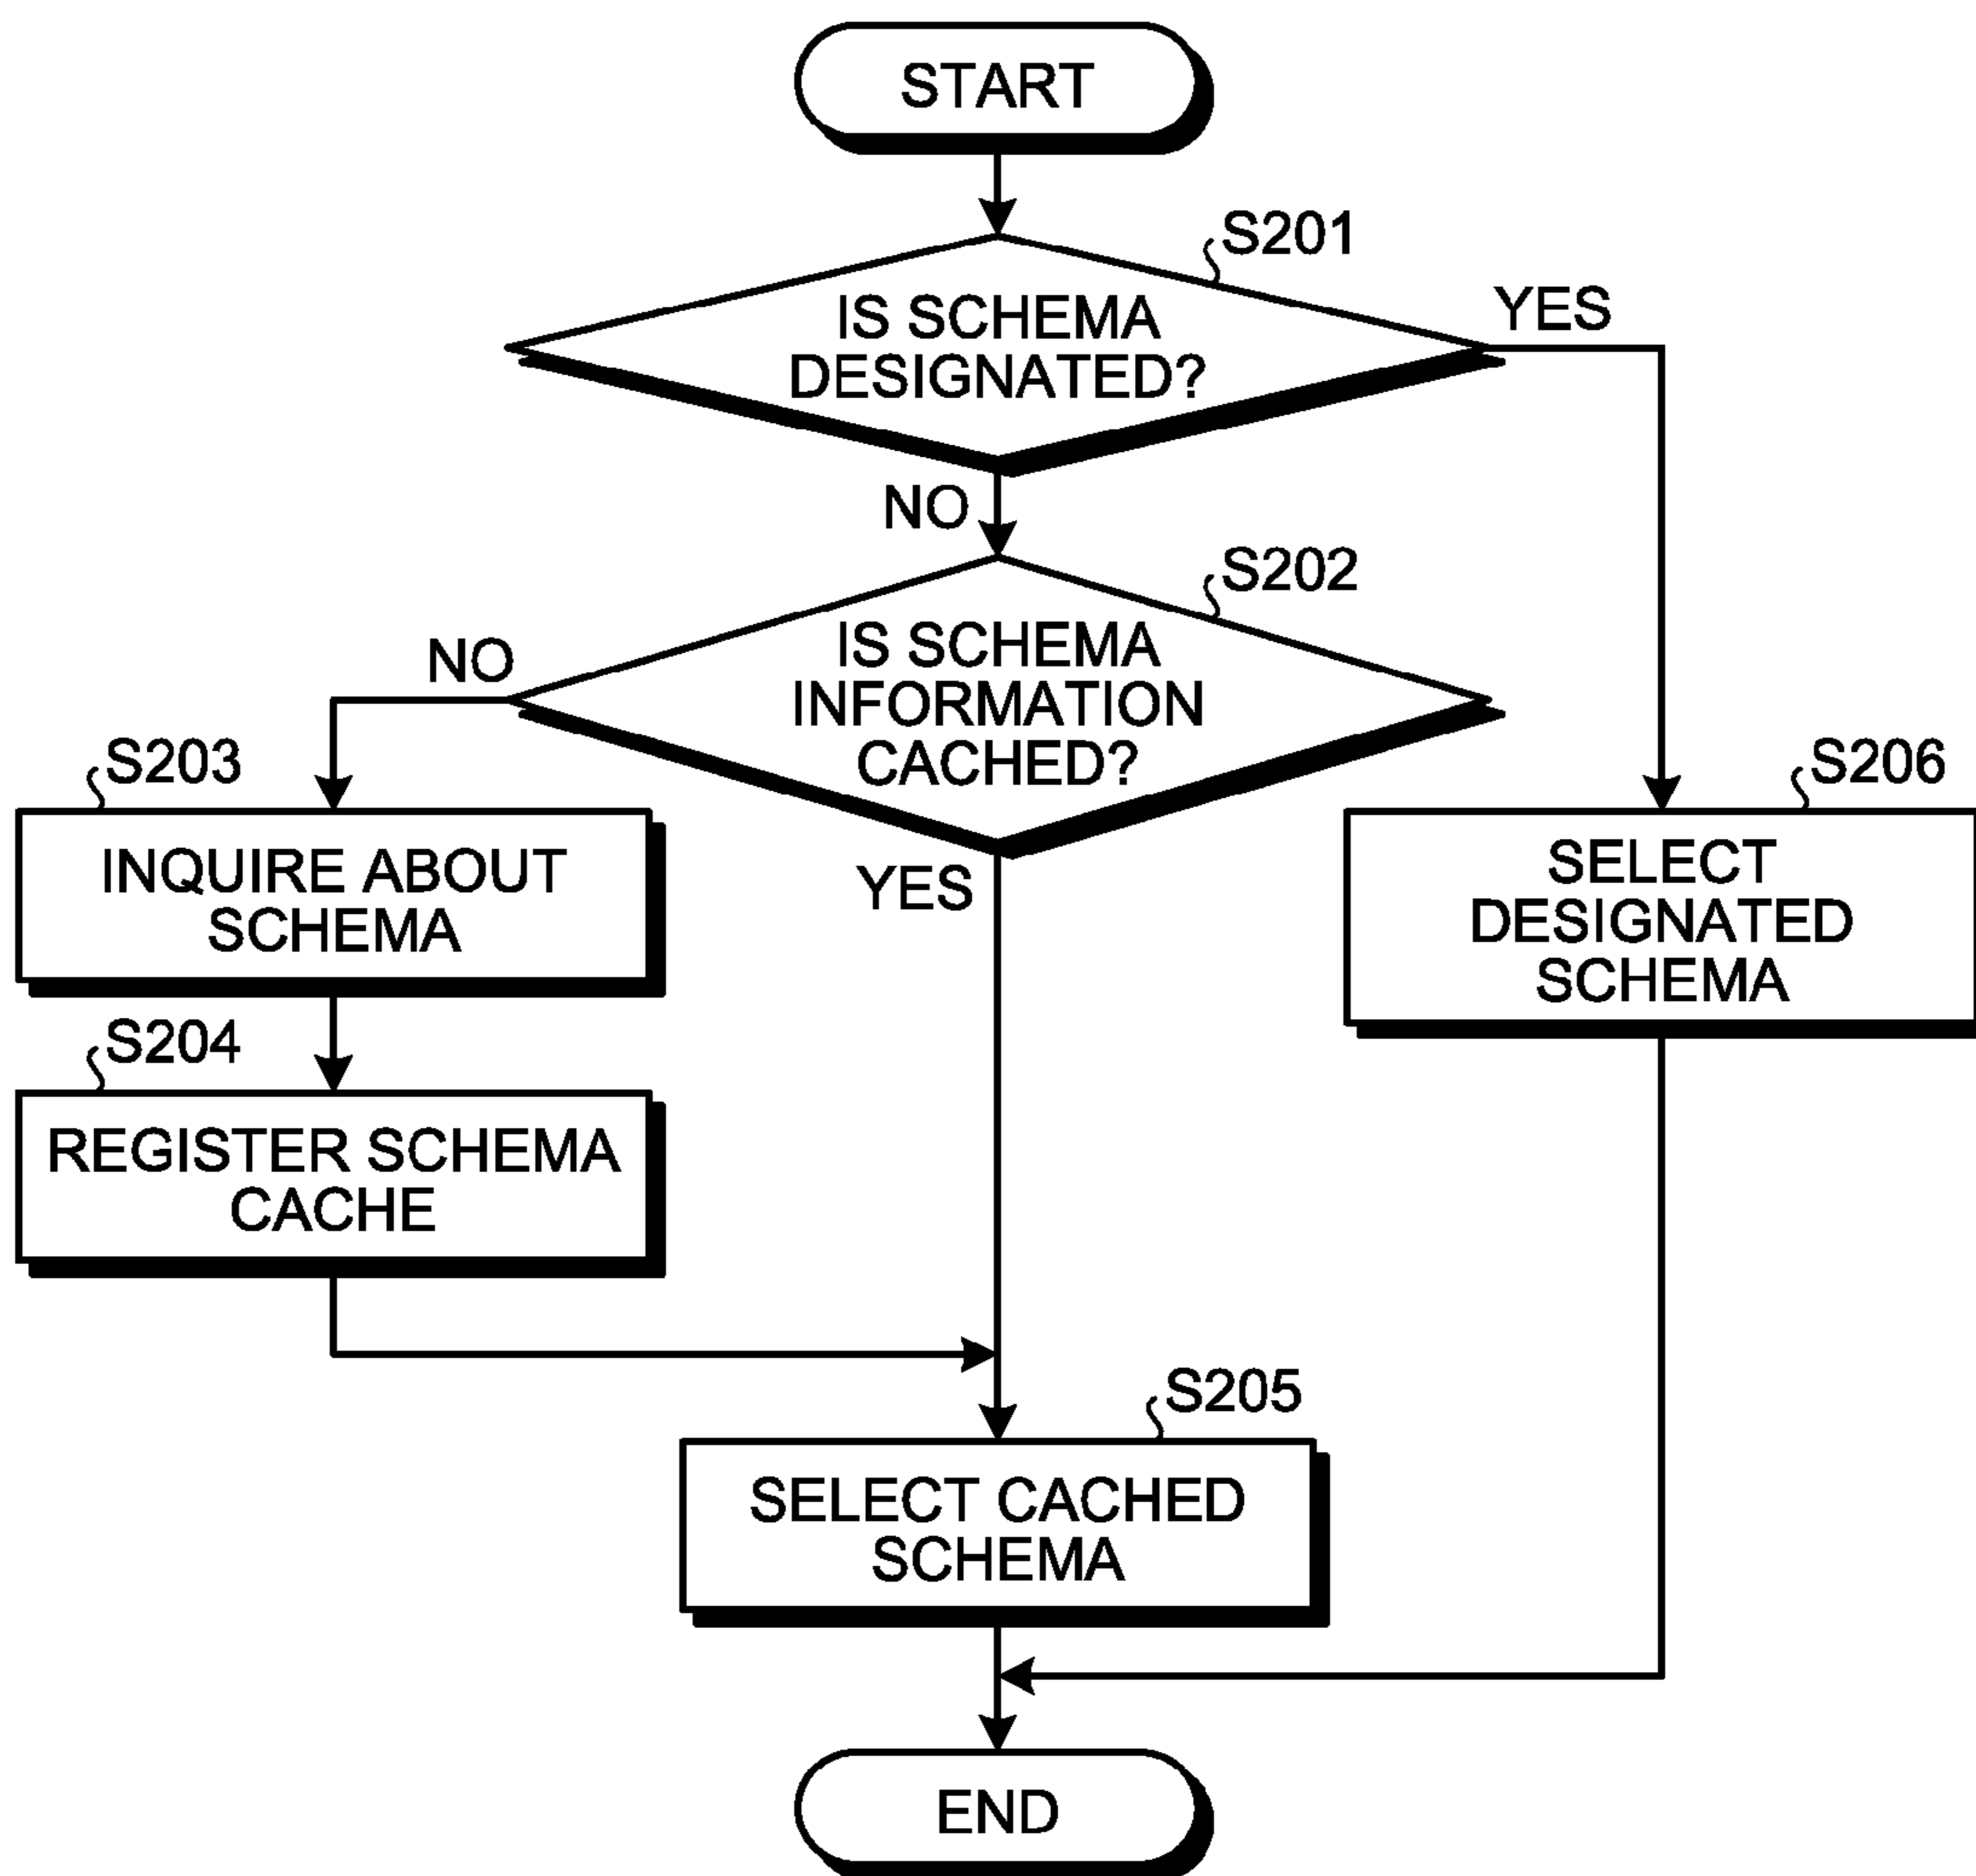 START
S201
IS SCHEMA
DESIGNATED?
YES
NO
S202
IS SCHEMA
INFORMATION
CACHED?
NO
YES
S203
INQUIRE ABOUT
SCHEMA
S206
SELECT
DESIGNATED
SCHEMA
S204
REGISTER SCHEMA
CACHE
S205
SELECT CACHED
SCHEMA
END